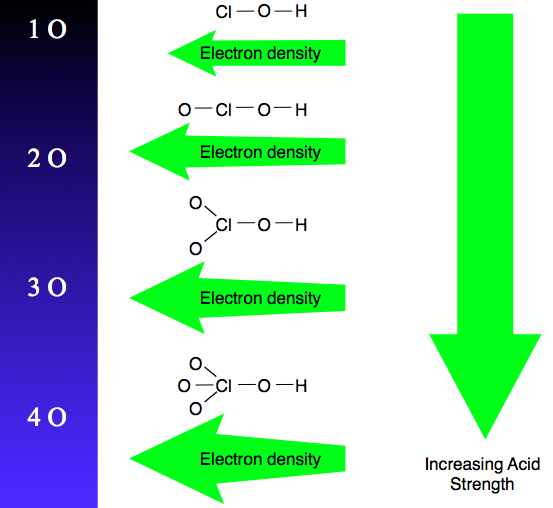 1 O
Cl — O — H
Electron density
O — Cl — O — H
2 O
Electron density
O
Cl — O — H
O
3 O
Electron density
O
O — Cl — O — H
O
4 O
Electron density
Increasing Acid
Strength